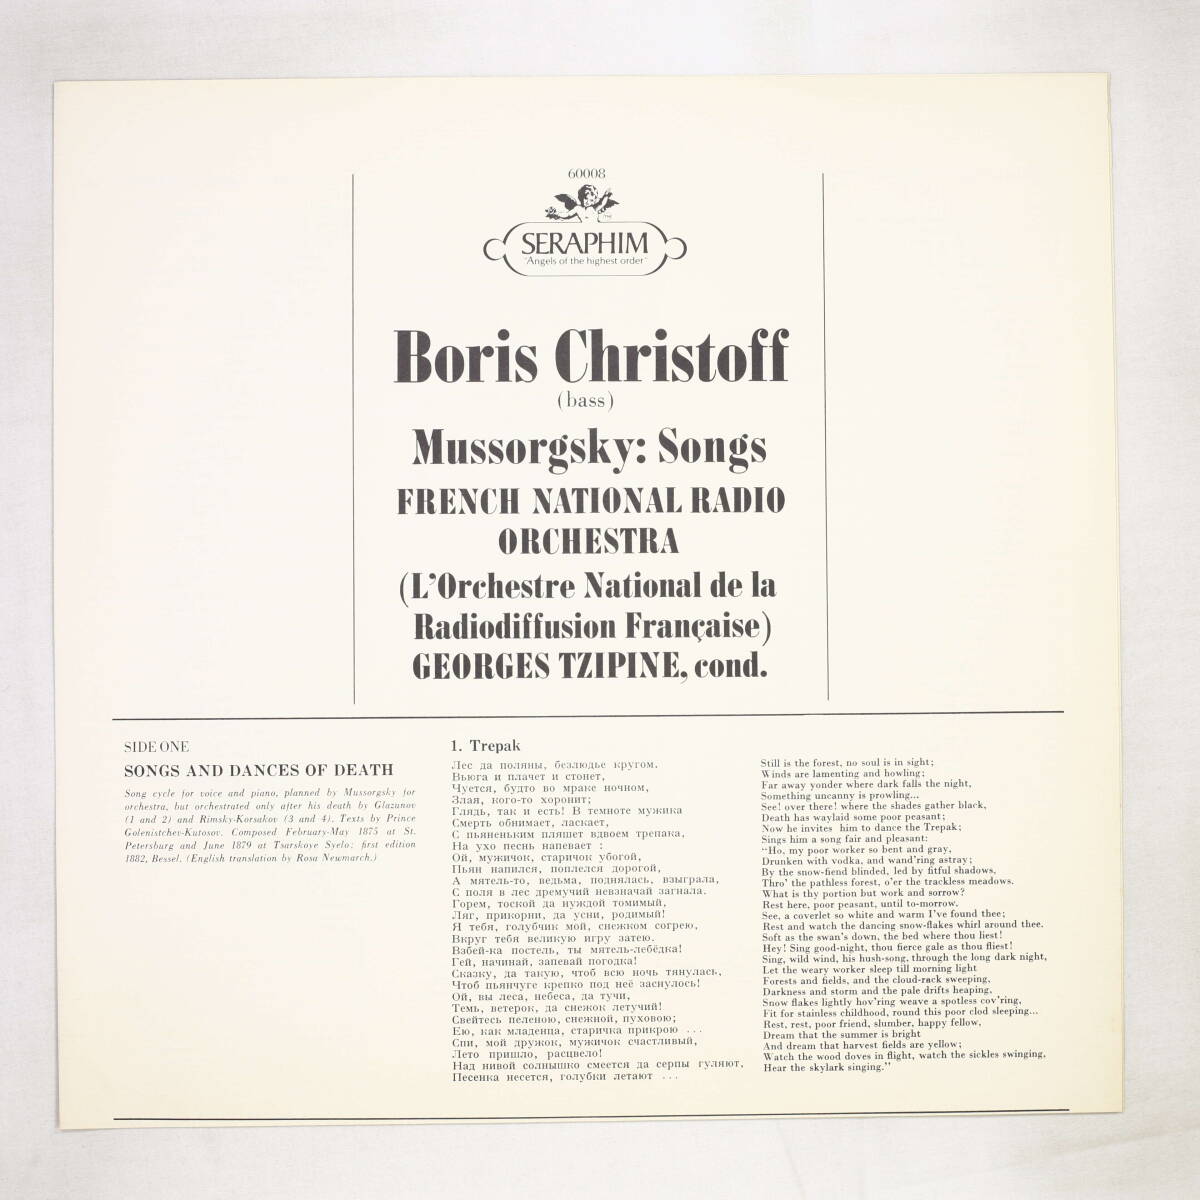 60008
SERAPHIM
"Angels of the highest order"
Boris Christoff
(bass)
Mussorgsky: Songs
FRENCH NATIONAL RADIO
ORCHESTRA
(L'Orchestre National de la
Radiodiffusion Française)
GEORGES TZIPINE, cond.
SIDE ONE
SONGS AND DANCES OF DEATH
Song cycle for voice and piano, planned by Mussorgsky for
orchestra, but orchestrated only after his death by Glazunov
(1 and 2) and Rimsky-Korsakov (3 and 4). Texts by Prince
Golenistchev-Kutosov. Composed February-May 1875 at St.
Petersburg and June 1879 at Tsarskoye Syelo: first edition
1882, Bessel. (English translation by Rosa Newmarch.)
1. Trepak
Лес да поляны, безлюдье кругом.
Вьюга и плачет и стонет,
Чуется, будто во мраке ночном,
Злая, кого-то хоронит;
Глядь, так и есть! В темноте мужика
Смерть обнимает, ласкает,
С пьяненьким пляшет вдвоем трепака,
На ухо песнь напевает :
Ой, мужичок, старичок убогой,
Пьян напился, поплелся дорогой,
А мятель-то, ведьма, поднялась, взыграла,
С поля в лес дремучий невзначай загнала.
Горем, тоской да нуждой томимый,
Ляг, прикорни, да усни, родимый!
Я тебя, голубчик мой, снежком согрею,
Вкруг тебя великую игру затею.
Взбей-ка постель, ты мятель-лебёдка!
Гей, начинай, запевай погодка!
Сказку, да такую, чтоб всю ночь тянулась,
Чтоб пьянчуге крепко под неё заснулось!
Ой, вы леса, небеса, да тучи,
Темь, ветерок, да снежок летучий!
Свейтесь пеленою, снежной, пуховою;
Ею, как младенца, старичка прикрою ...
Спи, мой дружок, мужичок счастливый,
Лето пришло, расцвело!
Над нивой солнышко смеется да серпы гуляют,
Песенка несется, голубки летают ...
Still is the forest, no soul is in sight;
Winds are lamenting and howling;
Far away yonder where dark falls the night,
Something uncanny is prowling...
See! over there! where the shades gather black,
Death has waylaid some poor peasant;
Now he invites him to dance the Trepak;
Sings him a song fair and pleasant:
"Ho, my poor worker so bent and gray,
Drunken with vodka, and wand'ring astray;
By the snow-fiend blinded, led by fitful shadows,
Thro' the pathless forest, o'er the trackless meadows.
What is thy portion but work and sorrow?
Rest here, poor peasant, until to-morrow.
See, a coverlet so white and warm I've found thee;
Rest and watch the dancing snow-flakes whirl around thee.
Soft as the swan's down, the bed where thou liest!
Hey! Sing good-night, thou fierce gale as thou fliest!
Sing, wild wind, his hush-song, through the long dark night,
Let the weary worker sleep till morning light
Forests and fields, and the cloud-rack sweeping,
Darkness and storm and the pale drifts heaping,
Snow flakes lightly hov'ring weave a spotless cov'ring,
Fit for stainless childhood, round this poor clod sleeping...
Rest, rest, poor friend, slumber, happy fellow,
Dream that the summer is bright
And dream that harvest fields are yellow;
Watch the wood doves in flight, watch the sickles swinging,
Hear the skylark singing."